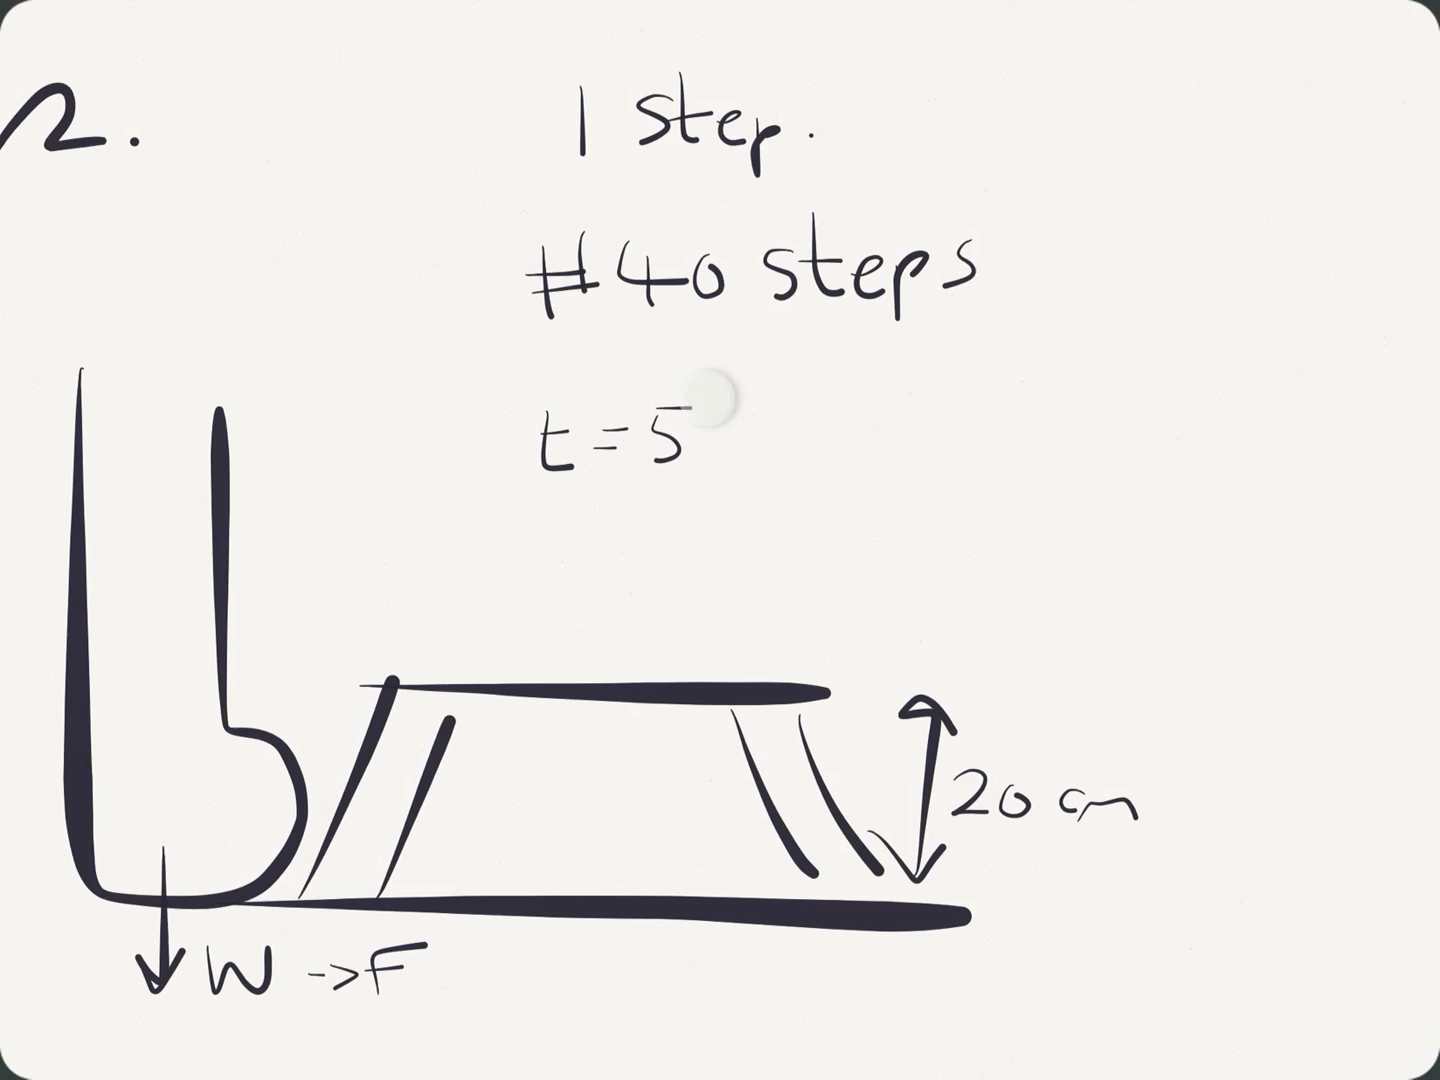 2.
1 step.
#40 steps
t = 5
20 cm
W -> F